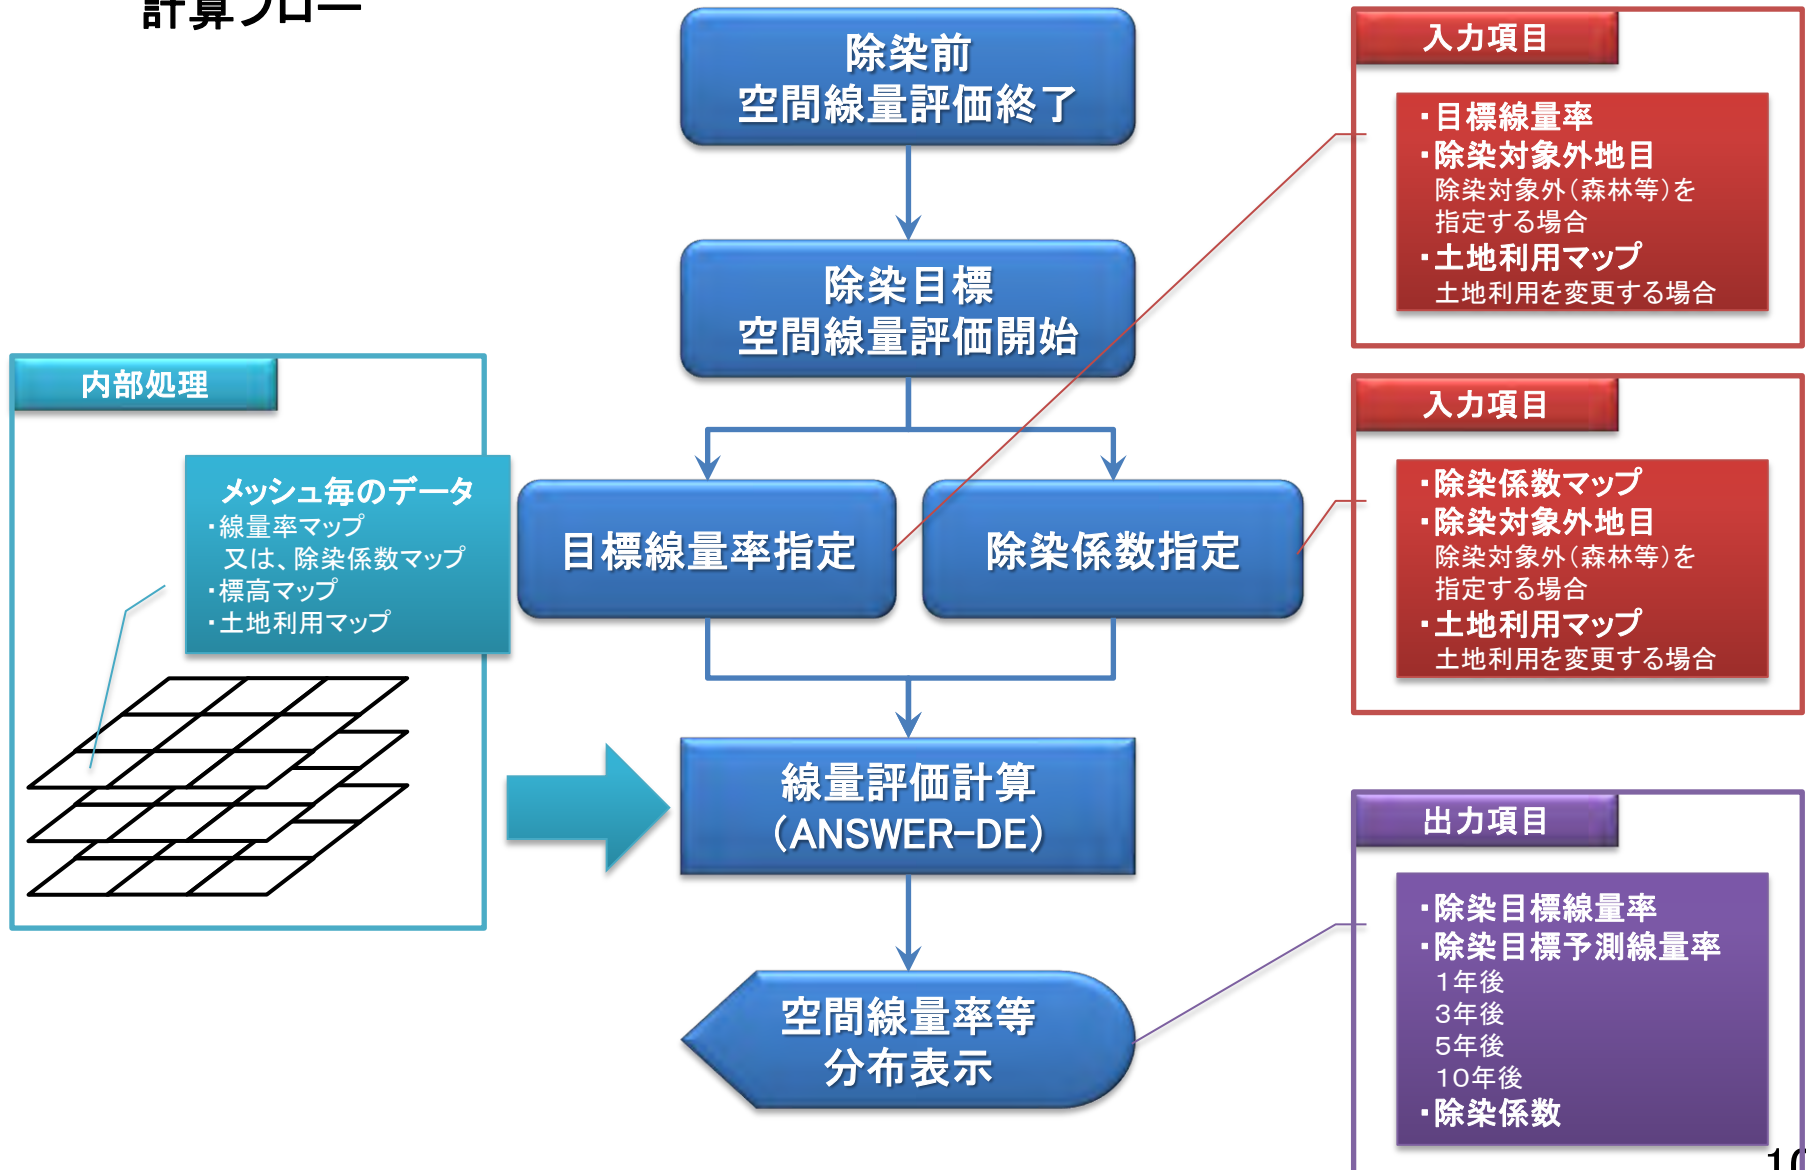 計算フロー
除染前
空間線量評価終了
除染目標
空間線量評価開始
目標線量率指定
除染係数指定
線量評価計算
（ANSWER-DE）
空間線量率等
分布表示
内部処理
メッシュ毎のデータ
・線量率マップ
又は、除染係数マップ
・標高マップ
・土地利用マップ
入力項目
・目標線量率
・除染対象外地目
除染対象外（森林等）を
指定する場合
・土地利用マップ
土地利用を変更する場合
入力項目
・除染係数マップ
・除染対象外地目
除染対象外（森林等）を
指定する場合
・土地利用マップ
土地利用を変更する場合
出力項目
・除染目標線量率
・除染目標予測線量率
１年後
３年後
５年後
１０年後
・除染係数